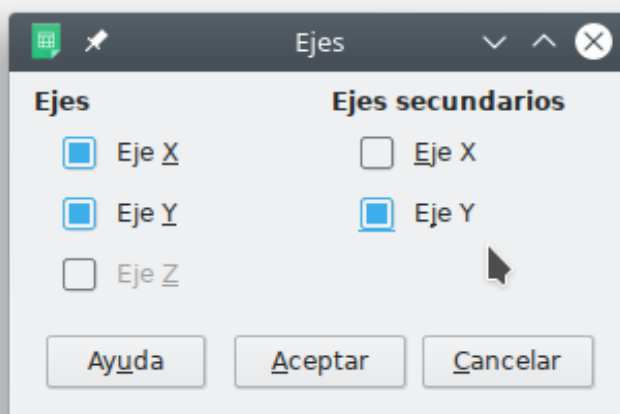 Ejes
Ejes
Ejes secundarios
Eje X
Eje X
Eje Y
Eje Y
Eje Z
Ayuda
Aceptar
Cancelar